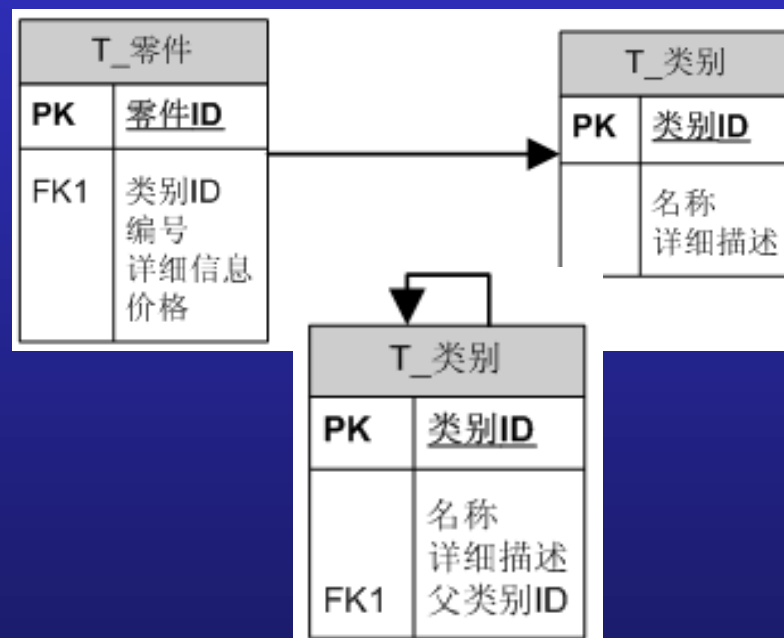 T_零件
PK 零件ID
FK1 类别ID
编号
详细信息
价格
T_类别
PK 类别ID
名称
详细描述
T_类别
PK 类别ID
名称
详细描述
FK1 父类别ID